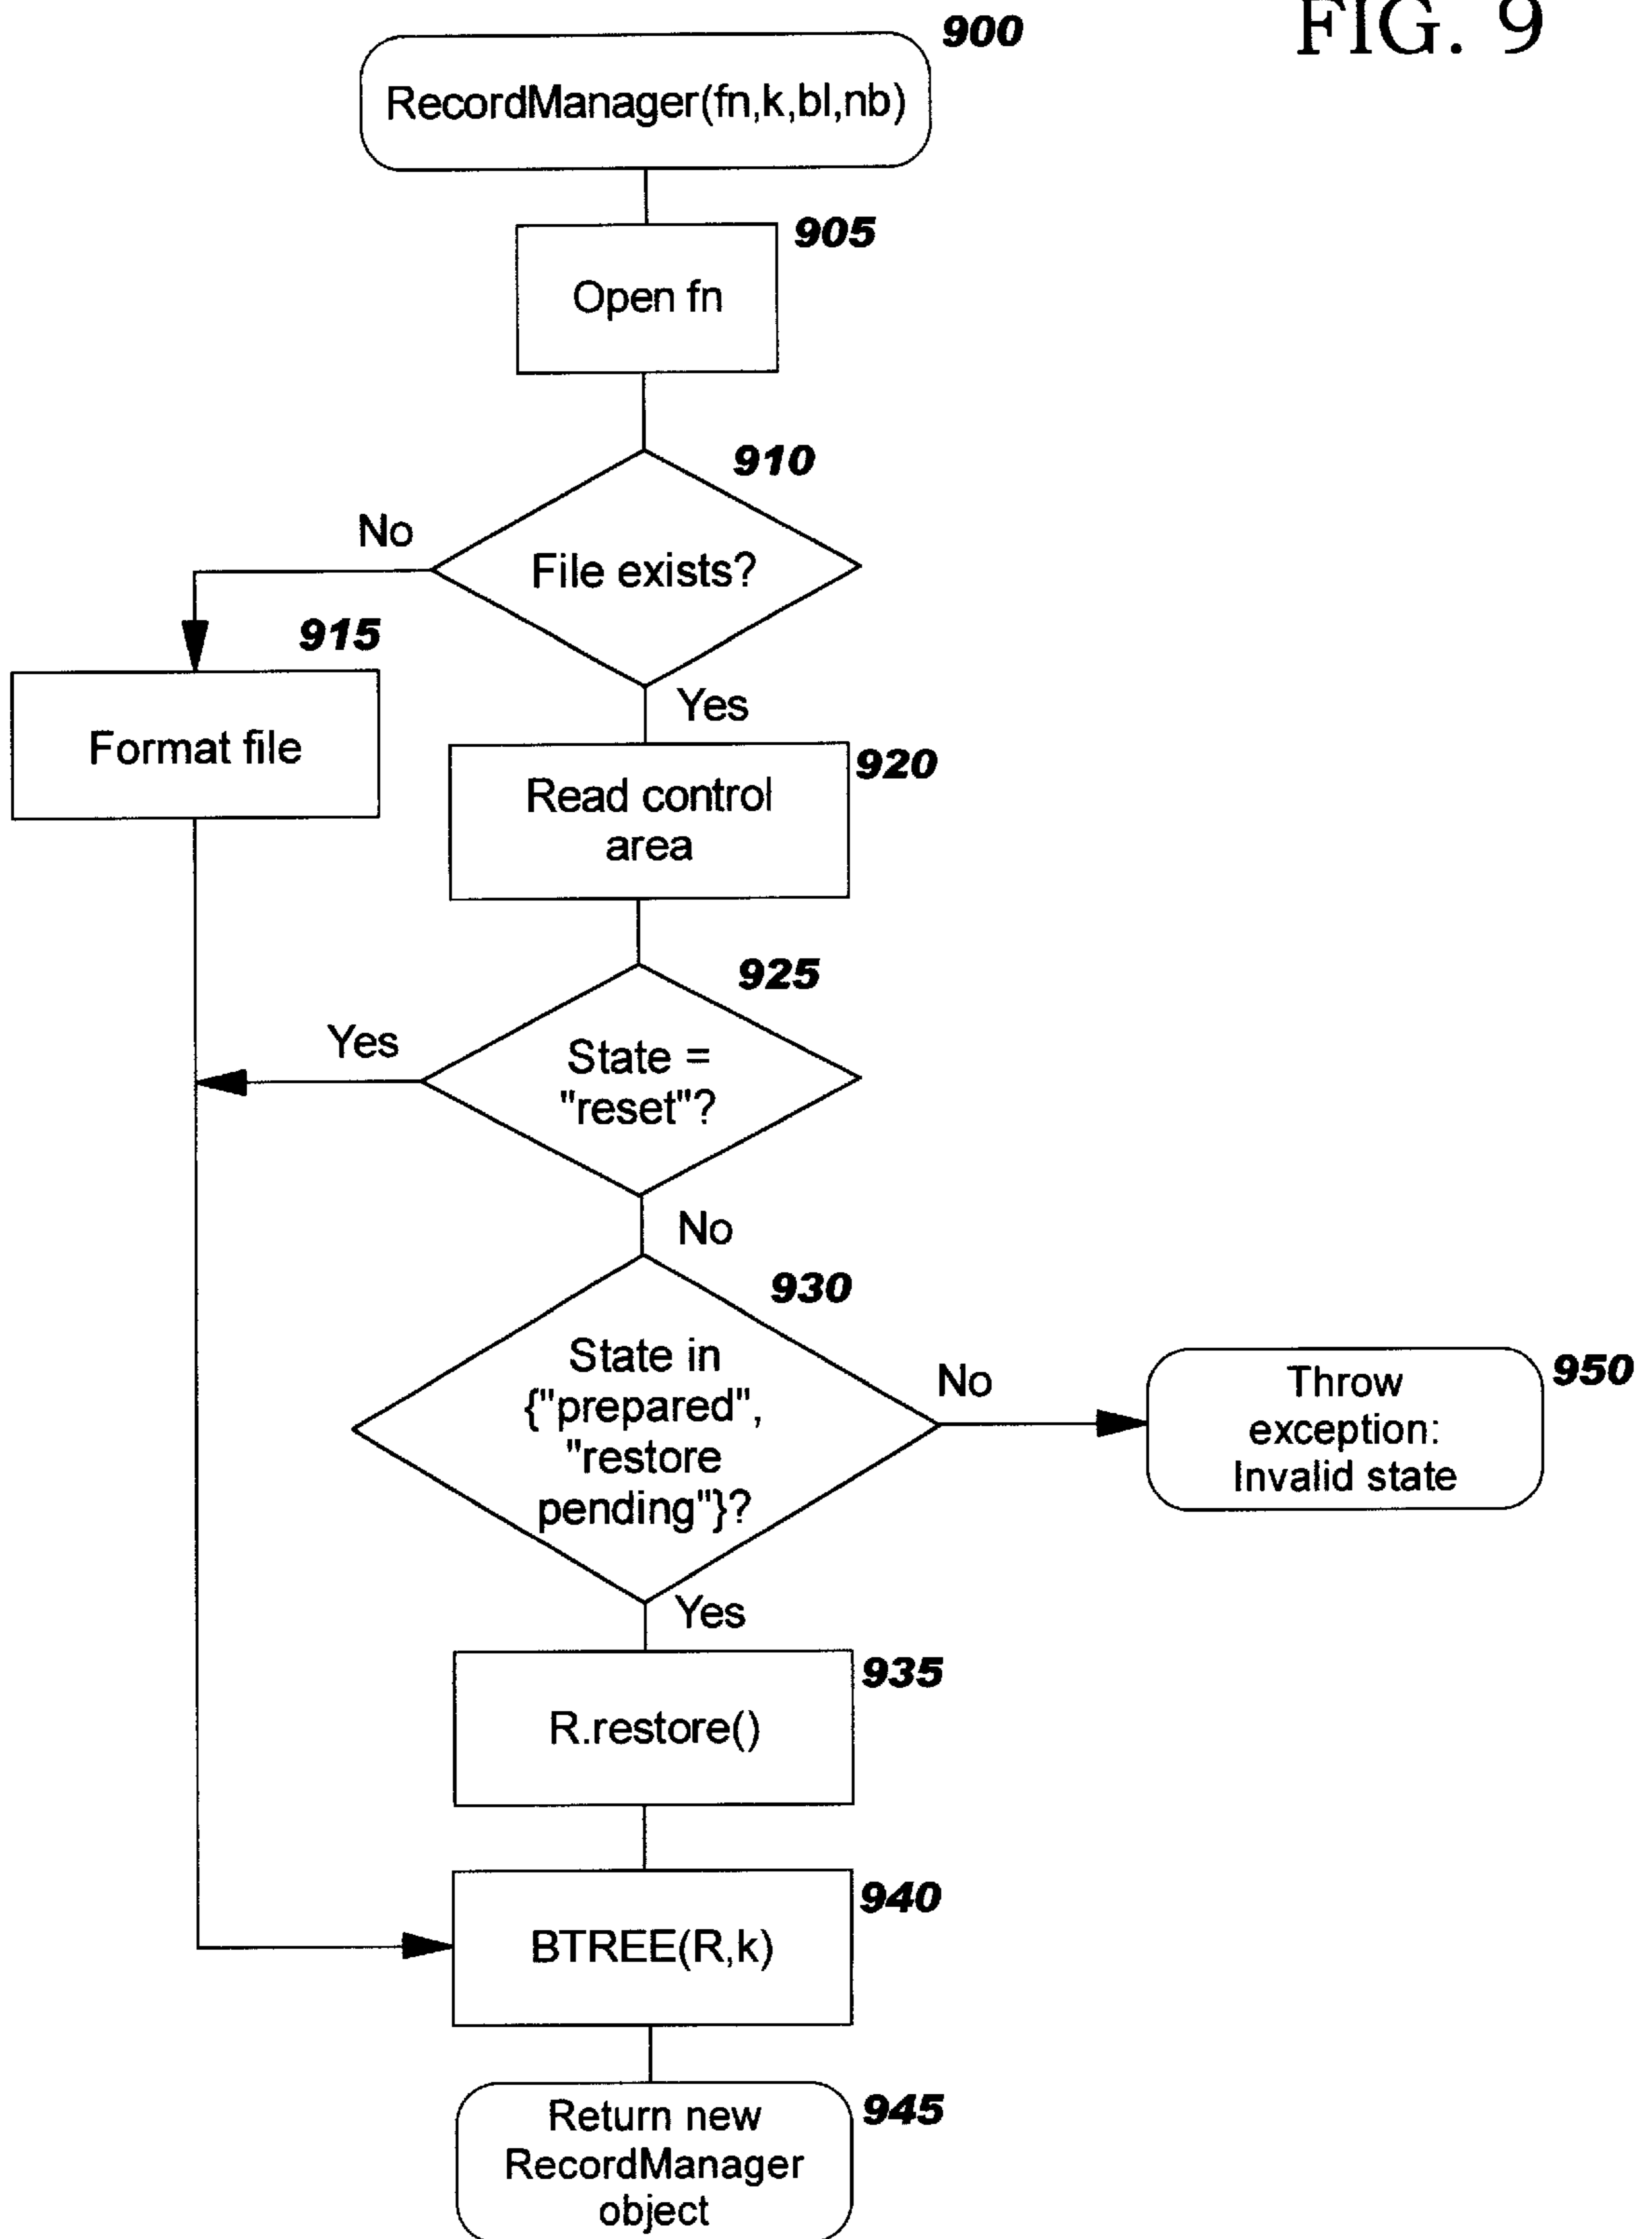 FIG. 9
900
RecordManager(fn,k,bl,nb)
905
Open fn
910
No
File exists?
915
Yes
Format file
920
Read control
area
925
Yes
State =
"reset"?
No
930
State in
{"prepared",
"restore
pending"}?
No
950
Throw
exception:
Invalid state
Yes
935
R.restore()
940
BTREE(R,k)
945
Return new
RecordManager
object